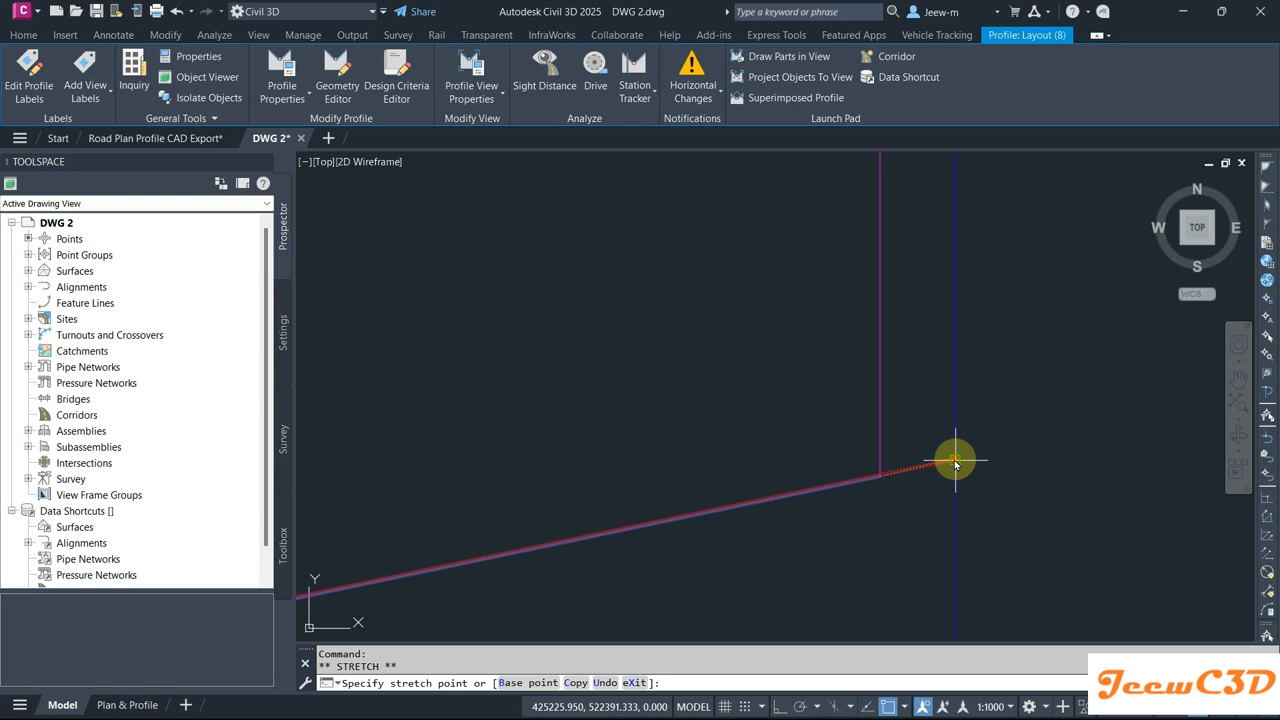 C
Civil 3D
Share
Autodesk Civil 3D 2025
DWG 2.dwg
Type a keyword or phrase
Jeew-m
Home
Insert
Annotate
Modify
Analyze
View
Manage
Output
Survey
Rail
Transparent
InfraWorks
Collaborate
Help
Add-ins
Express Tools
Featured Apps
Vehicle Tracking
Profile: Layout (8)
Edit Profile Labels
Add View Labels
Labels
Inquiry
Properties
Object Viewer
Isolate Objects
General Tools
Profile Properties
Geometry Editor
Design Criteria Editor
Modify Profile
Profile View Properties
Modify View
Sight Distance
Drive
Station Tracker
Analyze
Horizontal Changes
Notifications
Draw Parts in View
Project Objects To View
Superimposed Profile
Corridor
Data Shortcut
Launch Pad
Start
Road Plan Profile CAD Export*
DWG 2*
TOOLSPACE
Active Drawing View
DWG 2
Points
Point Groups
Surfaces
Alignments
Feature Lines
Sites
Turnouts and Crossovers
Catchments
Pipe Networks
Pressure Networks
Bridges
Corridors
Assemblies
Subassemblies
Intersections
Survey
View Frame Groups
Data Shortcuts []
Surfaces
Alignments
Pipe Networks
Pressure Networks
Prospector
Settings
Survey
Toolbox
[−][Top][2D Wireframe]
N
W
TOP
E
S
WCS
Y
X
Command:
** STRETCH **
Specify stretch point or [Base point Copy Undo eXit]:
Model
Plan & Profile
425225.950, 522391.333, 0.000
MODEL
1:1000
JeewC3D